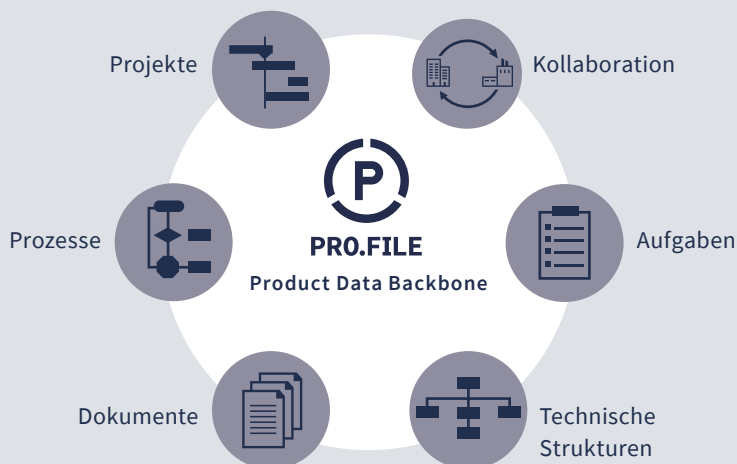 Projekte
Kollaboration
P
PRO.FILE
Product Data Backbone
Prozesse
Aufgaben
Dokumente
Technische
Strukturen